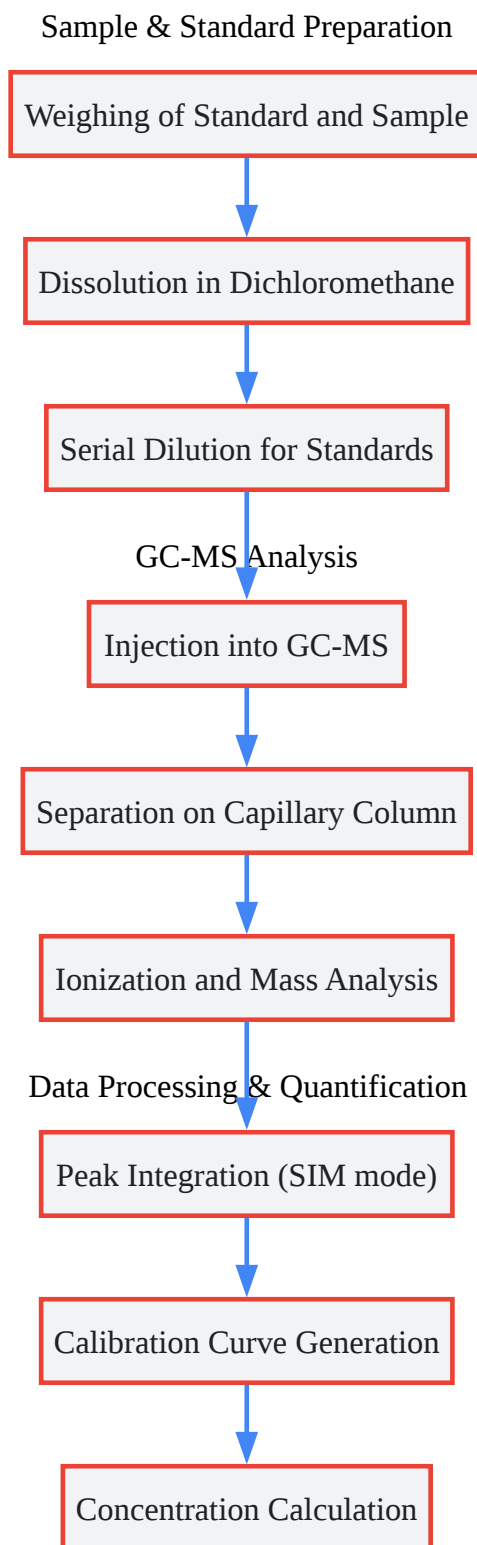 Sample & Standard Preparation
Weighing of Standard and Sample
Dissolution in Dichloromethane
Serial Dilution for Standards
GC-MS Analysis
Injection into GC-MS
Separation on Capillary Column
Ionization and Mass Analysis
Data Processing & Quantification
Peak Integration (SIM mode)
Calibration Curve Generation
Concentration Calculation